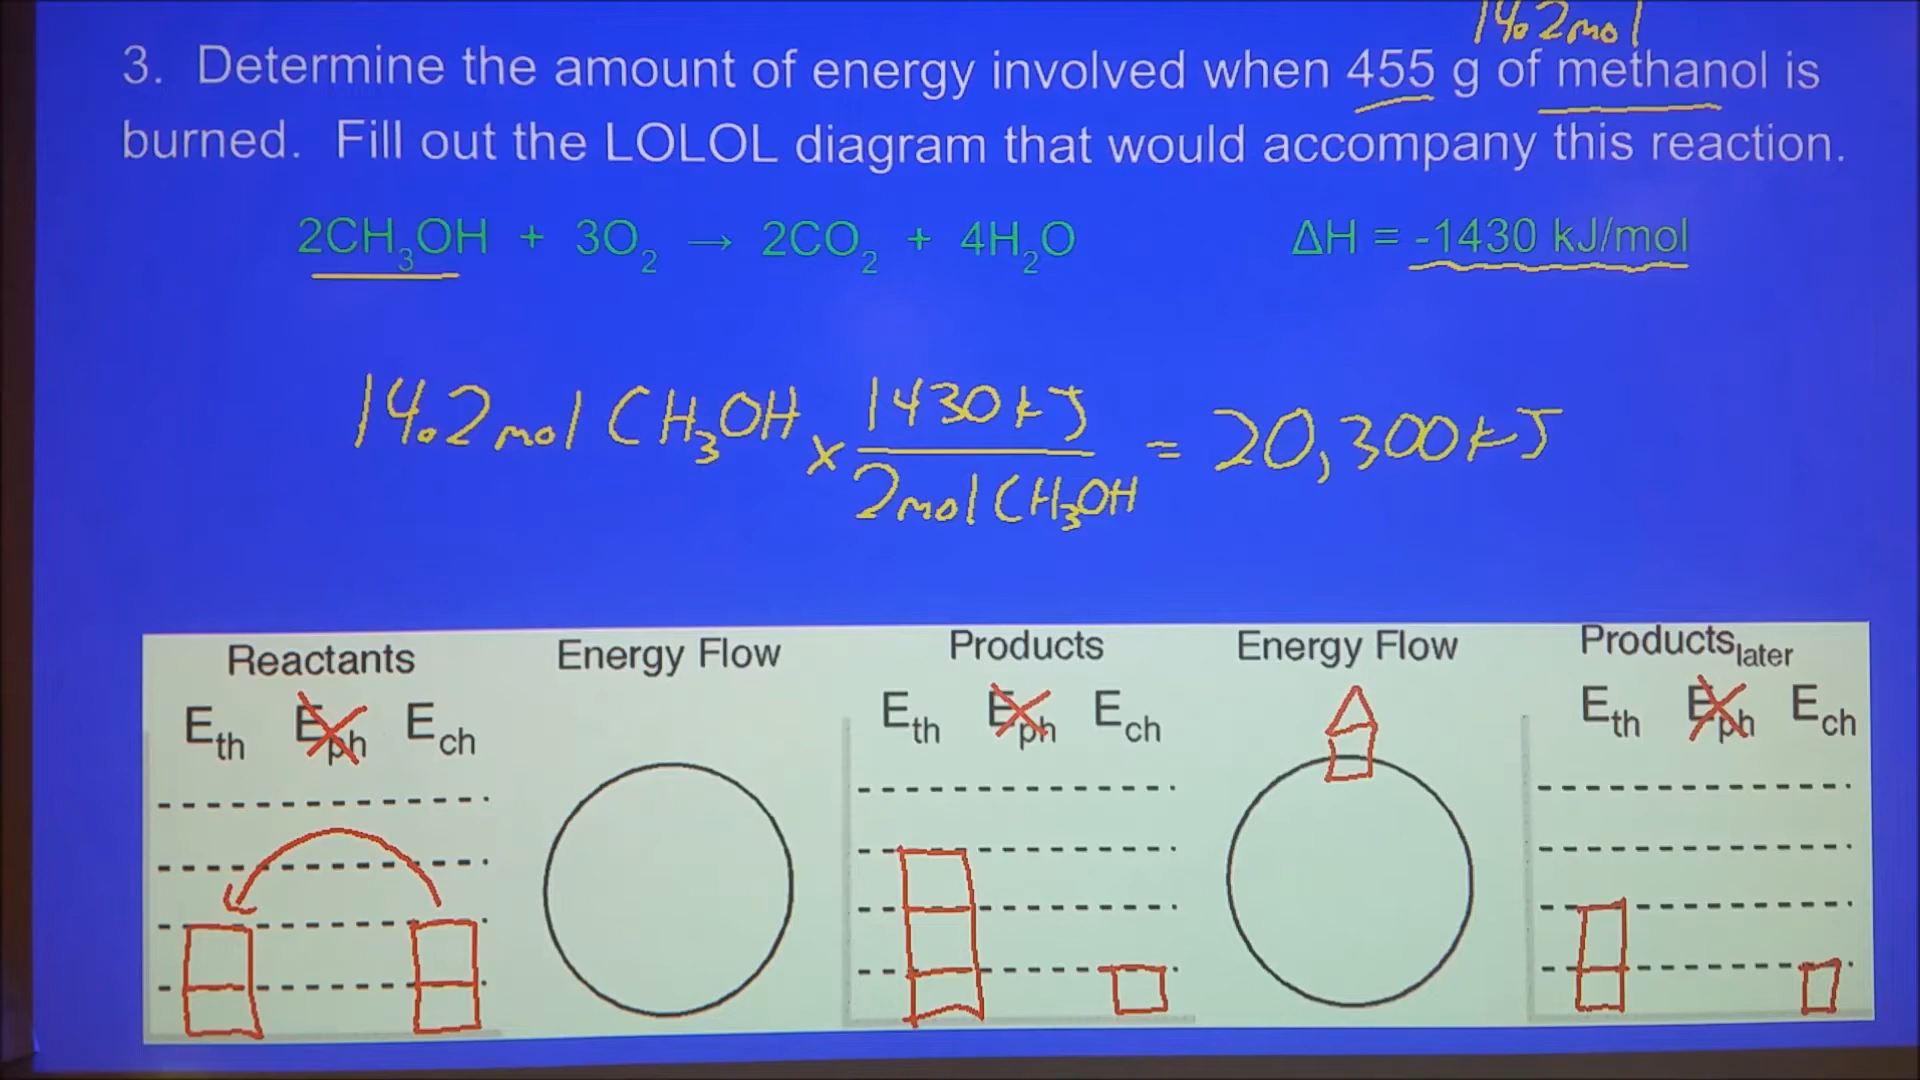 14.2mol
3. Determine the amount of energy involved when 455 g of methanol is
burned. Fill out the LOLOL diagram that would accompany this reaction.
2CH₃OH + 3O₂ → 2CO₂ + 4H₂O ΔH = -1430 kJ/mol
14.2mol CH₃OH x 1430kJ = 20,300kJ
2mol CH₃OH
Reactants Energy Flow Products Energy Flow Productslater
Eth Eph Ech Eth Eph Ech Eth Eph Ech